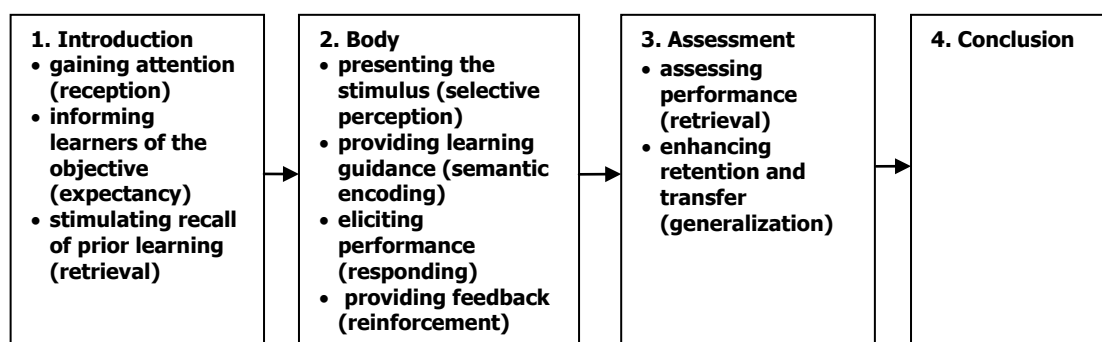 1. Introduction
• gaining attention
(reception)
• informing
learners of the
objective
(expectancy)
• stimulating recall
of prior learning
(retrieval)
2. Body
• presenting the
stimulus (selective
perception)
• providing learning
guidance (semantic
encoding)
• eliciting
performance
(responding)
• providing feedback
(reinforcement)
3. Assessment
• assessing
performance
(retrieval)
• enhancing
retention and
transfer
(generalization)
4. Conclusion